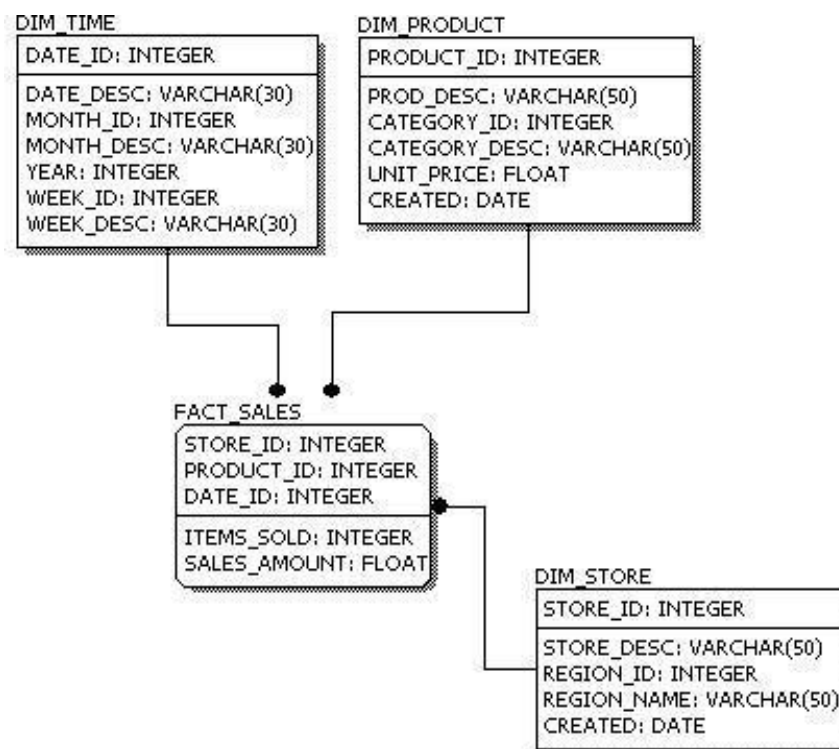 DIM_TIME
DATE_ID: INTEGER
DATE_DESC: VARCHAR(30)
MONTH_ID: INTEGER
MONTH_DESC: VARCHAR(30)
YEAR: INTEGER
WEEK_ID: INTEGER
WEEK_DESC: VARCHAR(30)
DIM_PRODUCT
PRODUCT_ID: INTEGER
PROD_DESC: VARCHAR(50)
CATEGORY_ID: INTEGER
CATEGORY_DESC: VARCHAR(50)
UNIT_PRICE: FLOAT
CREATED: DATE
FACT_SALES
STORE_ID: INTEGER
PRODUCT_ID: INTEGER
DATE_ID: INTEGER
ITEMS_SOLD: INTEGER
SALES_AMOUNT: FLOAT
DIM_STORE
STORE_ID: INTEGER
STORE_DESC: VARCHAR(50)
REGION_ID: INTEGER
REGION_NAME: VARCHAR(50)
CREATED: DATE